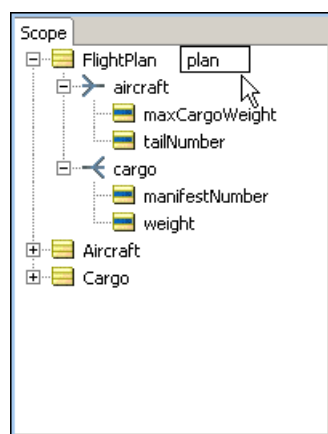 Scope
FlightPlan plan
aircraft
maxCargoWeight
tailNumber
cargo
manifestNumber
weight
Aircraft
Cargo